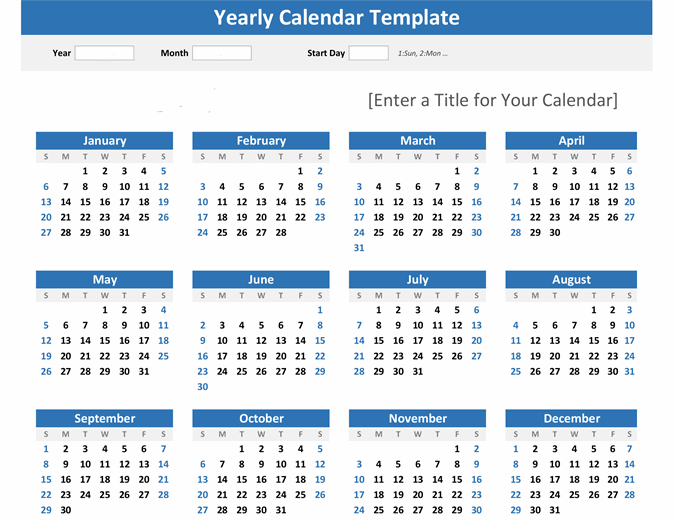 Yearly Calendar Template
Year Month Start Day 1:Sun, 2:Mon ...
[Enter a Title for Your Calendar]
January
S M T W T F S
1 2 3 4 5
6 7 8 9 10 11 12
13 14 15 16 17 18 19
20 21 22 23 24 25 26
27 28 29 30 31
February
S M T W T F S
1 2
3 4 5 6 7 8 9
10 11 12 13 14 15 16
17 18 19 20 21 22 23
24 25 26 27 28
March
S M T W T F S
1 2
3 4 5 6 7 8 9
10 11 12 13 14 15 16
17 18 19 20 21 22 23
24 25 26 27 28 29 30
31
April
S M T W T F S
1 2 3 4 5 6
7 8 9 10 11 12 13
14 15 16 17 18 19 20
21 22 23 24 25 26 27
28 29 30
May
S M T W T F S
1 2 3 4
5 6 7 8 9 10 11
12 13 14 15 16 17 18
19 20 21 22 23 24 25
26 27 28 29 30 31
June
S M T W T F S
1
2 3 4 5 6 7 8
9 10 11 12 13 14 15
16 17 18 19 20 21 22
23 24 25 26 27 28 29
30
July
S M T W T F S
1 2 3 4 5 6
7 8 9 10 11 12 13
14 15 16 17 18 19 20
21 22 23 24 25 26 27
28 29 30 31
August
S M T W T F S
1 2 3
4 5 6 7 8 9 10
11 12 13 14 15 16 17
18 19 20 21 22 23 24
25 26 27 28 29 30 31
September
S M T W T F S
1 2 3 4 5 6 7
8 9 10 11 12 13 14
15 16 17 18 19 20 21
22 23 24 25 26 27 28
29 30
October
S M T W T F S
1 2 3 4 5
6 7 8 9 10 11 12
13 14 15 16 17 18 19
20 21 22 23 24 25 26
27 28 29 30 31
November
S M T W T F S
1 2
3 4 5 6 7 8 9
10 11 12 13 14 15 16
17 18 19 20 21 22 23
24 25 26 27 28 29 30
December
S M T W T F S
1 2 3 4 5 6 7
8 9 10 11 12 13 14
15 16 17 18 19 20 21
22 23 24 25 26 27 28
29 30 31